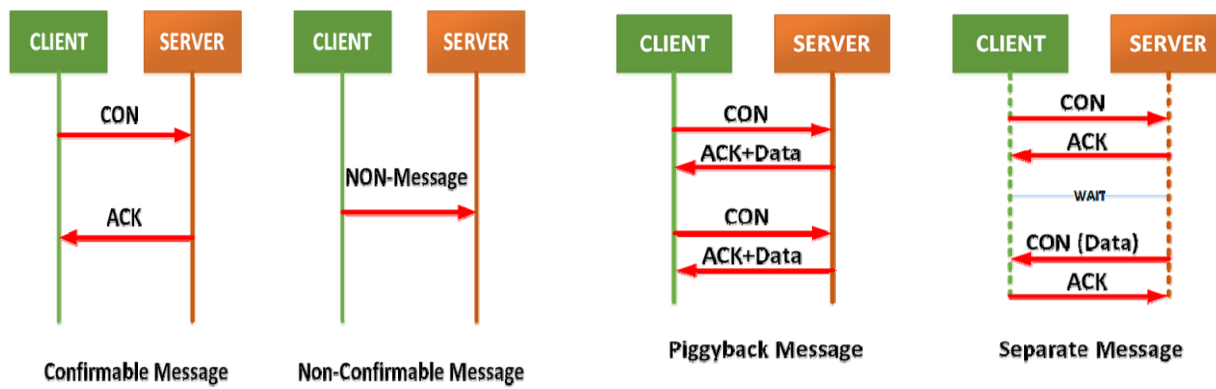 CLIENT SERVER
CON
ACK
Confirmable Message
CLIENT SERVER
NON-Message
Non-Confirmable Message
CLIENT SERVER
CON
ACK+Data
CON
ACK+Data
Piggyback Message
CLIENT SERVER
CON
ACK
WAIT
CON (Data)
ACK
Separate Message